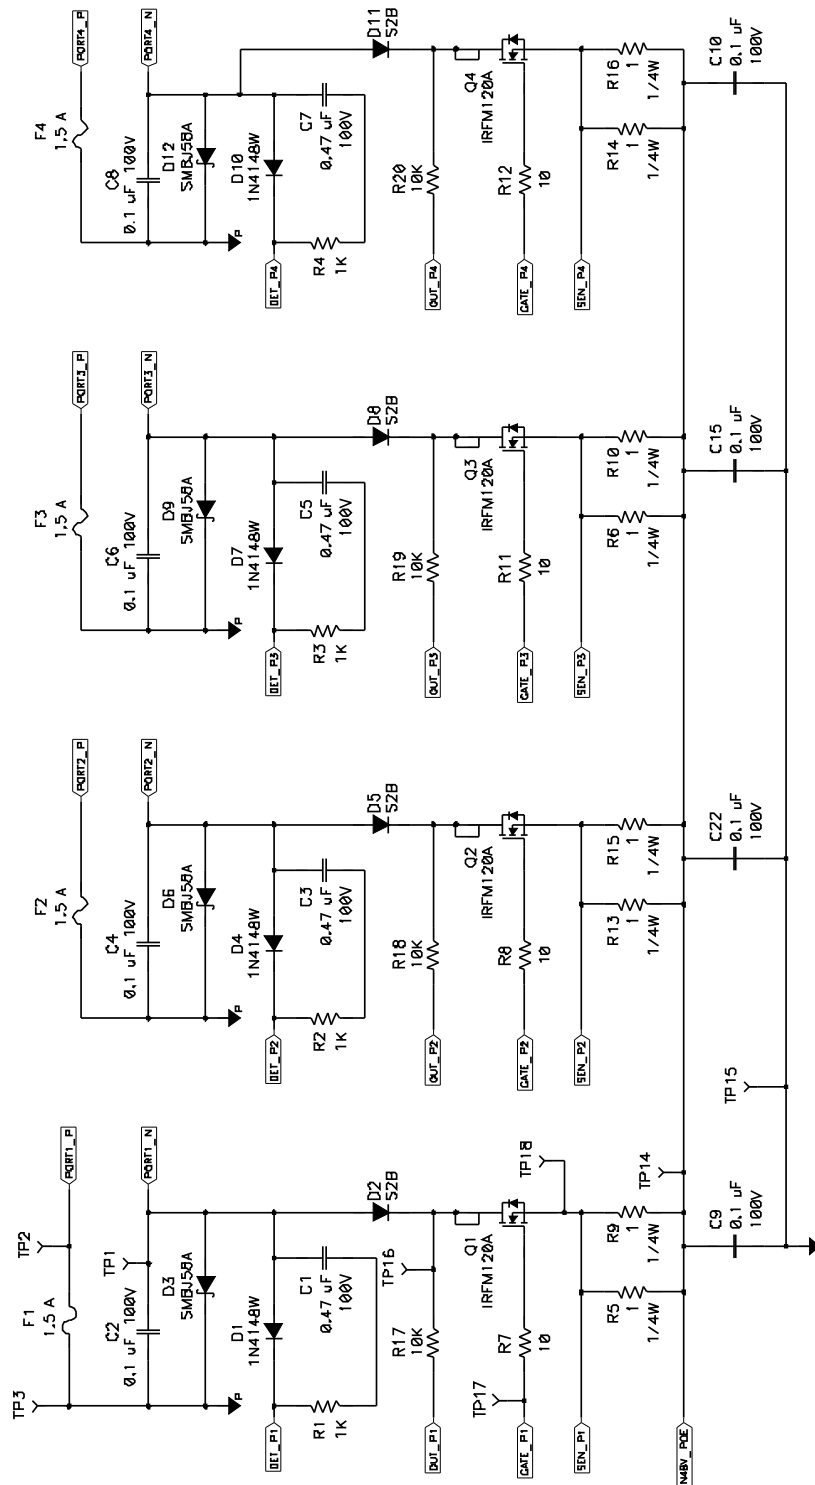 PORT4_P
PORT4_N
D11
S2B
F4
1.5 A
C8
0.1 uF 100V
D12
SMBJ58A
D10
1N4148W
C7
0.47 uF
100V
P
DET_P4
R4
1K
R20
10K
OUT_P4
Q4
IRFM120A
R12
10
GATE_P4
SEN_P4
R16
1
1/4W
R14
1
1/4W
C10
0.1 uF
100V
PORT3_P
PORT3_N
D8
S2B
F3
1.5 A
C6
0.1 uF 100V
D9
SMBJ58A
D7
1N4148W
C5
0.47 uF
100V
P
DET_P3
R3
1K
R19
10K
OUT_P3
Q3
IRFM120A
R11
10
GATE_P3
SEN_P3
R10
1
1/4W
R6
1
1/4W
C15
0.1 uF
100V
PORT2_P
PORT2_N
D5
S2B
F2
1.5 A
C4
0.1 uF 100V
D6
SMBJ58A
D4
1N4148W
C3
0.47 uF
100V
P
DET_P2
R2
1K
R18
10K
OUT_P2
Q2
IRFM120A
R8
10
GATE_P2
SEN_P2
R15
1
1/4W
R13
1
1/4W
C22
0.1 uF
100V
TP15
PORT1_P
PORT1_N
TP2
TP1
TP3
D2
S2B
F1
1.5 A
C2
0.1 uF 100V
D3
SMBJ58A
D1
1N4148W
C1
0.47 uF
100V
P
DET_P1
R1
1K
TP16
R17
10K
OUT_P1
Q1
IRFM120A
R7
10
TP17
GATE_P1
TP18
SEN_P1
R9
1
1/4W
R5
1
1/4W
TP14
C9
0.1 uF
100V
N48V_POE